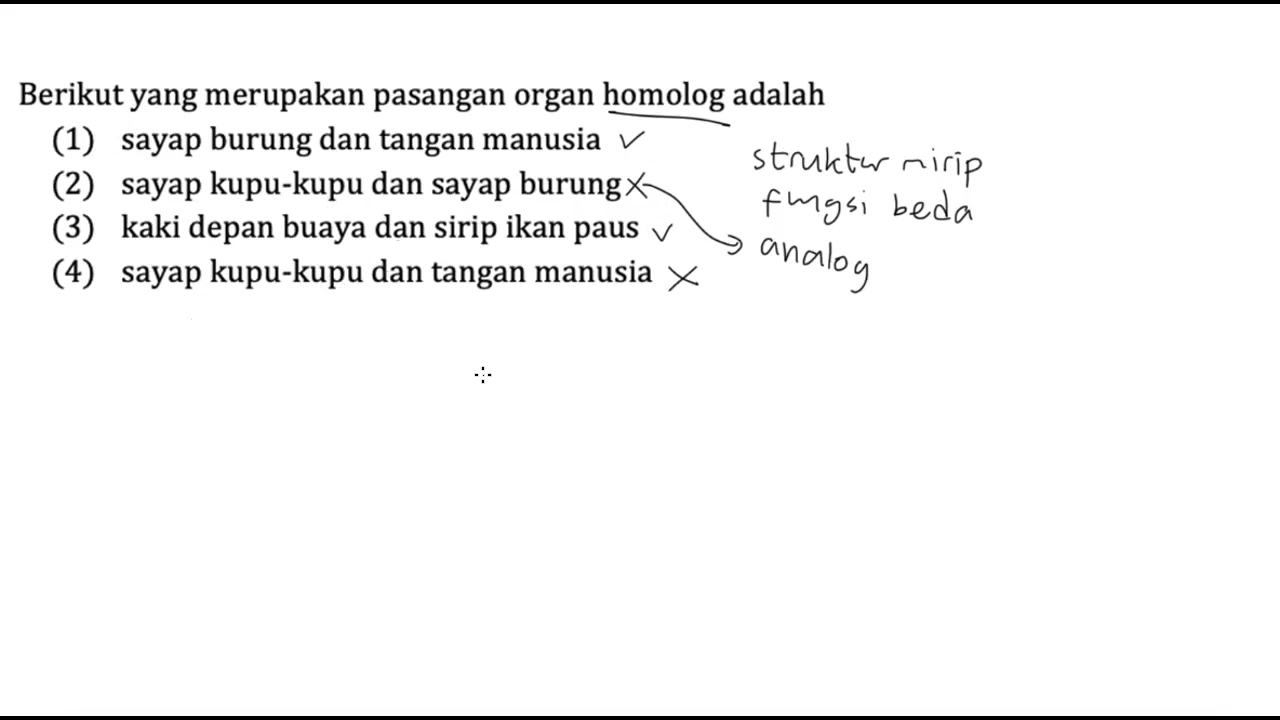 Berikut yang merupakan pasangan organ homolog adalah
(1) sayap burung dan tangan manusia
(2) sayap kupu-kupu dan sayap burung
(3) kaki depan buaya dan sirip ikan paus
(4) sayap kupu-kupu dan tangan manusia
struktur mirip
fungsi beda
analog